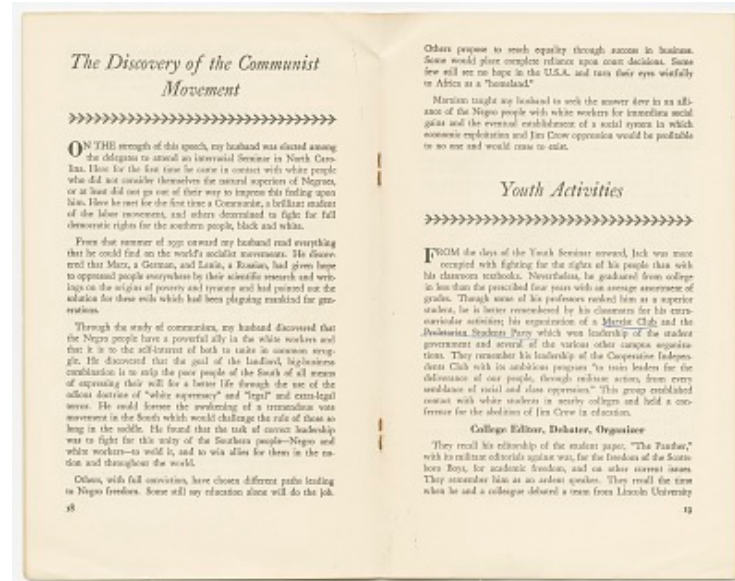 The Discovery of the Communist
Movement
ON THE strength of this speech, my husband was elected among
the delegates to attend an interracial Seminar in North Caro-
lina. Here for the first time he came in contact with white people
who did not consider themselves the natural superiors of Negroes,
or at least did not go out of their way to impress this feeling upon
him. Here he met for the first time a Communist, a brilliant student
of the labor movement, and others determined to fight for full
democratic rights for the southern people, black and white.
From that summer of 1931 onward my husband read everything
that he could find on the world's socialist movements. He discov-
ered that Marx, a German, and Lenin, a Russian, had given hope
to oppressed people everywhere by their scientific research and writ-
ings on the origins of poverty and tyranny and had pointed out the
solution for these evils which had been plaguing mankind for gen-
erations.
Through the study of communism, my husband discovered that
the Negro people have a powerful ally in the white workers and
that it is to the self-interest of both to unite in common strug-
gle. He discovered that the goal of the landlord, big-business
combination is to strip the poor people of the South of all means
of expressing their will for a better life through the use of the
odious doctrine of "white supremacy" and "legal" and extra-legal
terror. He could foresee the awakening of a tremendous vote
movement in the South which would challenge the rule of those so
long in the saddle. He found that the task of correct leadership
was to fight for this unity of the Southern people—Negro and
white workers—to weld it, and to win allies for them in the na-
tion and throughout the world.
Others, with full conviction, have chosen different paths leading
to Negro freedom. Some still say education alone will do the job.
18
Others propose to reach equality through success in business.
Some would place complete reliance upon court decisions. Some
few still see no hope in the U.S.A. and turn their eyes wistfully
to Africa as a "homeland."
Marxism taught my husband to seek the answer in an alli-
ance of the Negro people with white workers for immediate social
gains and the eventual establishment of a social system in which
economic exploitation and Jim Crow oppression would be profitable
to no one and would cease to exist.
Youth Activities
FROM the days of the Youth Seminar onward, Jack was more
occupied with fighting for the rights of his people than with
his classroom textbooks. Nevertheless, he graduated from college
in less than the prescribed four years with an average assortment of
grades. Though some of his professors ranked him as a superior
student, he is better remembered by his classmates for his extra-
curricular activities; his organization of a Marxist Club and the
Proletarian Students Party which won leadership of the student
government and several of the various other campus organiza-
tions. They remember his leadership of the Cooperative Indepen-
dents Club with its ambitious program "to train leaders for the
deliverance of our people, through militant action, from every
semblance of racial and class oppression." This group established
contact with white students in nearby colleges and held a con-
ference for the abolition of Jim Crow in education.
College Editor, Debater, Organizer
They recall his editorship of the student paper, "The Panther,"
with its militant editorials against war, for the freedom of the Scotts-
boro Boys, for academic freedom, and on other current issues.
They remember him as an ardent speaker. They recall the time
when he and a colleague debated a team from Lincoln University
19